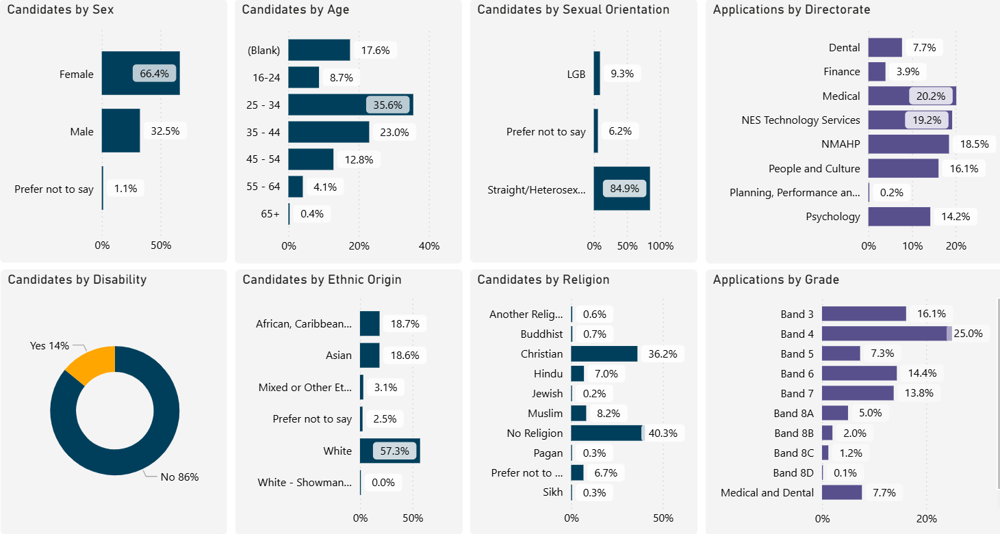 Candidates by Sex
Female 66.4%
Male 32.5%
Prefer not to say 1.1%
0% 50%
Candidates by Age
(Blank) 17.6%
16-24 8.7%
25 - 34 35.6%
35 - 44 23.0%
45 - 54 12.8%
55 - 64 4.1%
65+ 0.4%
0% 20% 40%
Candidates by Sexual Orientation
LGB 9.3%
Prefer not to say 6.2%
Straight/Heterosex... 84.9%
0% 50% 100%
Applications by Directorate
Dental 7.7%
Finance 3.9%
Medical 20.2%
NES Technology Services 19.2%
NMAHP 18.5%
People and Culture 16.1%
Planning, Performance an... 0.2%
Psychology 14.2%
0% 10% 20%
Candidates by Disability
Yes 14%
No 86%
Candidates by Ethnic Origin
African, Caribbean... 18.7%
Asian 18.6%
Mixed or Other Et... 3.1%
Prefer not to say 2.5%
White 57.3%
White - Showman... 0.0%
0% 50%
Candidates by Religion
Another Relig... 0.6%
Buddhist 0.7%
Christian 36.2%
Hindu 7.0%
Jewish 0.2%
Muslim 8.2%
No Religion 40.3%
Pagan 0.3%
Prefer not to ... 6.7%
Sikh 0.3%
0% 50%
Applications by Grade
Band 3 16.1%
Band 4 25.0%
Band 5 7.3%
Band 6 14.4%
Band 7 13.8%
Band 8A 5.0%
Band 8B 2.0%
Band 8C 1.2%
Band 8D 0.1%
Medical and Dental 7.7%
0% 20%